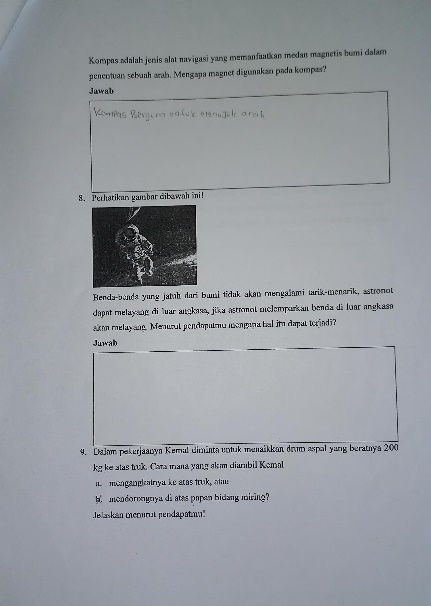 Kompas adalah jenis alat navigasi yang memanfaatkan medan magnetis bumi dalam
penentuan sebuah arah. Mengapa magnet digunakan pada kompas?
Jawab
Kompas Berguna untuk menunjuk arah
8. Perhatikan gambar dibawah ini!
Benda-benda yang jatuh dari bumi tidak akan mengalami tarik-menarik, astronot
dapat melayang di luar angkasa, jika astronot melemparkan benda di luar angkasa
akan melayang. Menurut pendapatmu mengapa hal itu dapat terjadi?
Jawab
9. Dalam pekerjaanya Kemal diminta untuk menaikkan drum aspal yang beratnya 200
kg ke atas truk. Cara mana yang akan diambil Kemal
a. mengangkatnya ke atas truk, atau
b. mendorongnya di atas papan bidang miring?
Jelaskan menurut pendapatmu!